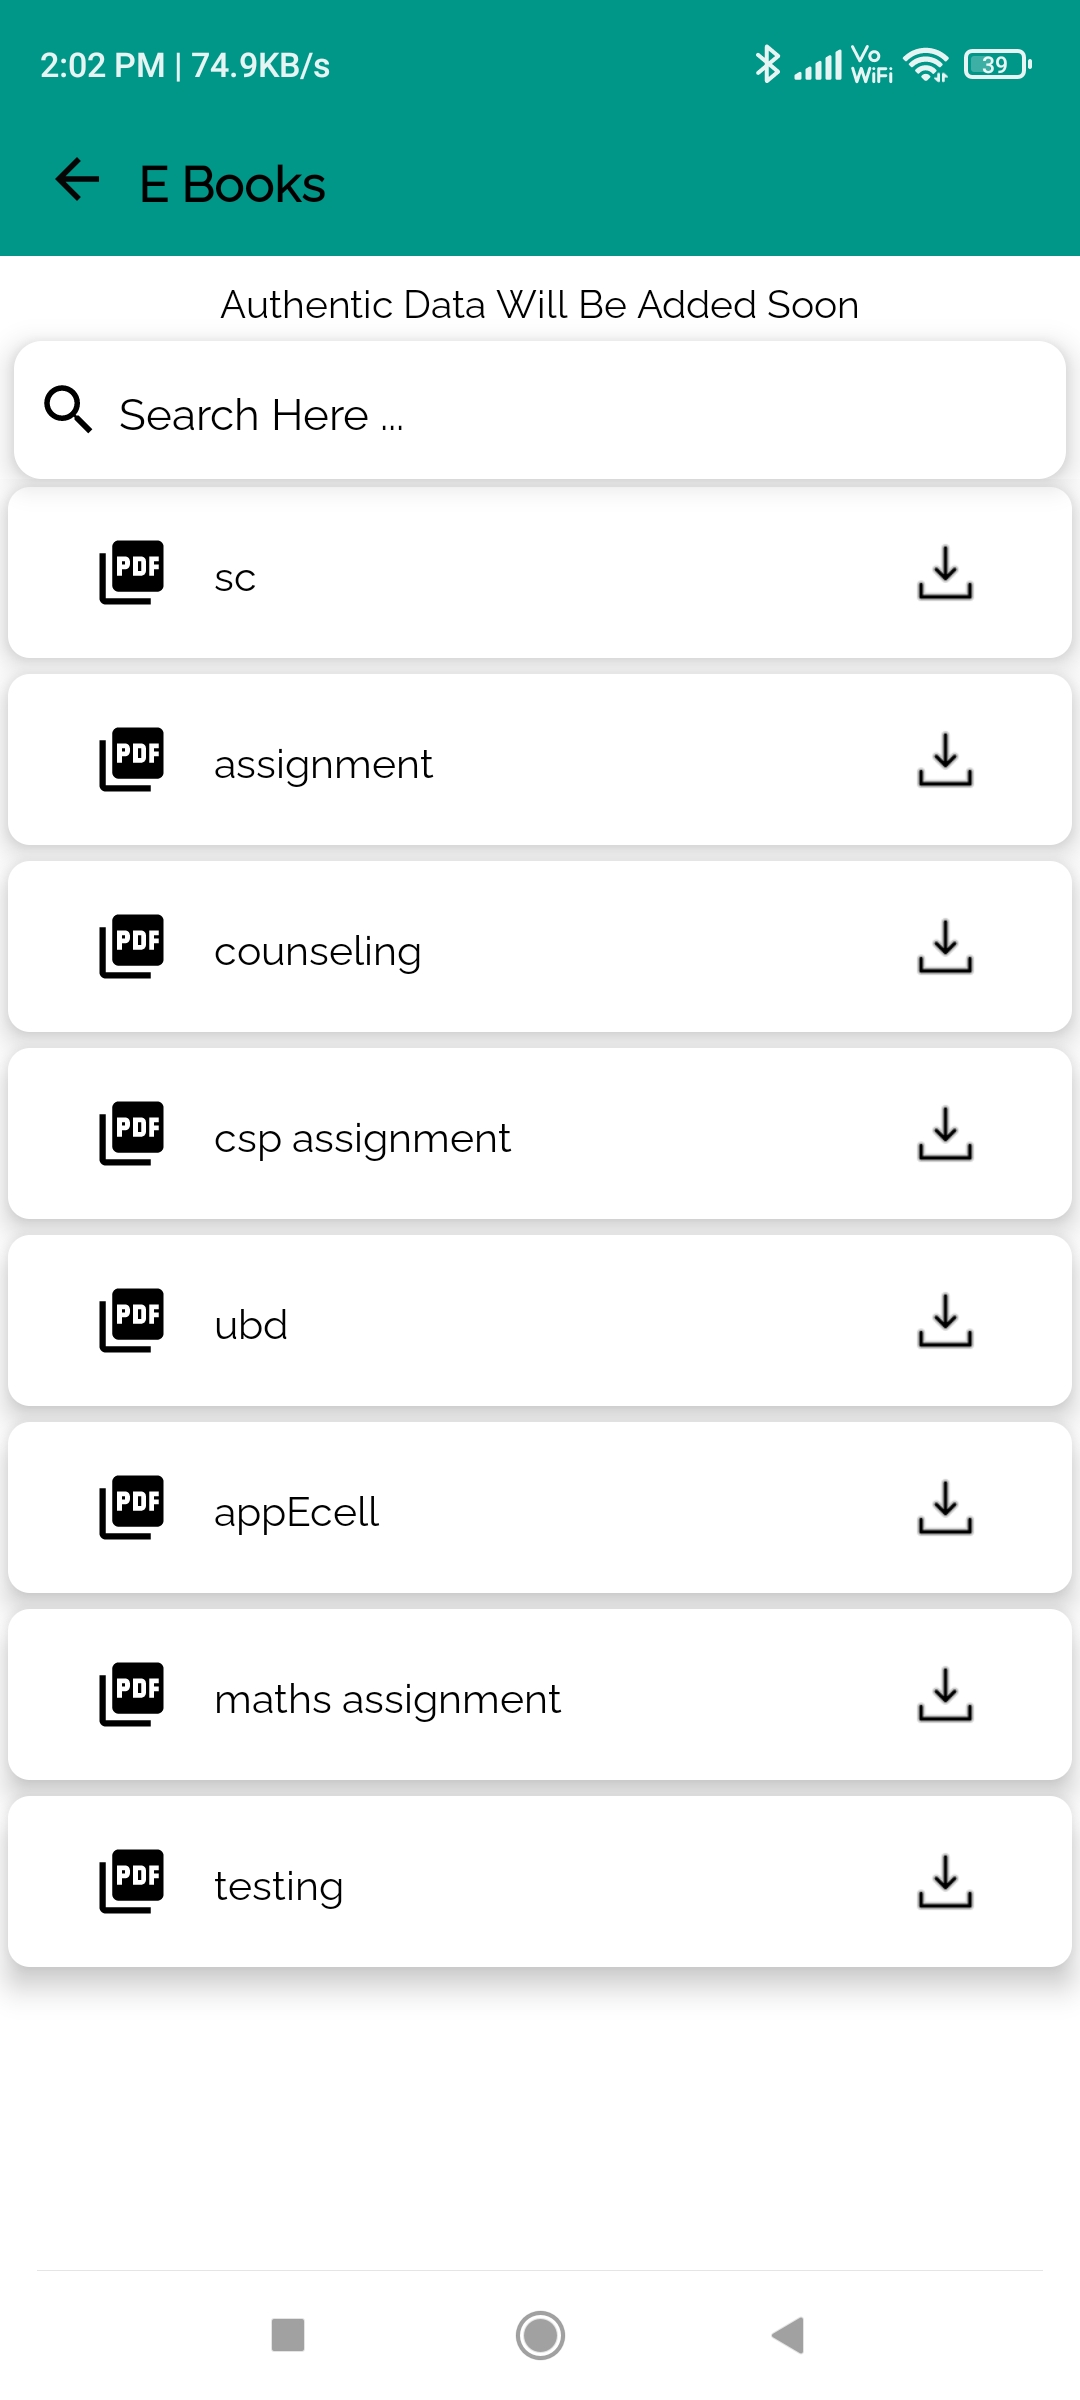 2:02 PM | 74.9KB/s Vo WiFi 39
E Books
Authentic Data Will Be Added Soon
Search Here ...
PDF sc
PDF assignment
PDF counseling
PDF csp assignment
PDF ubd
PDF appEcell
PDF maths assignment
PDF testing